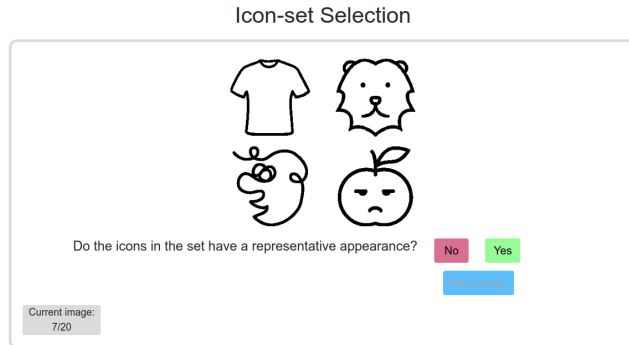 Icon-set Selection
Do the icons in the set have a representative appearance?
No
Yes
Current image:
7/20